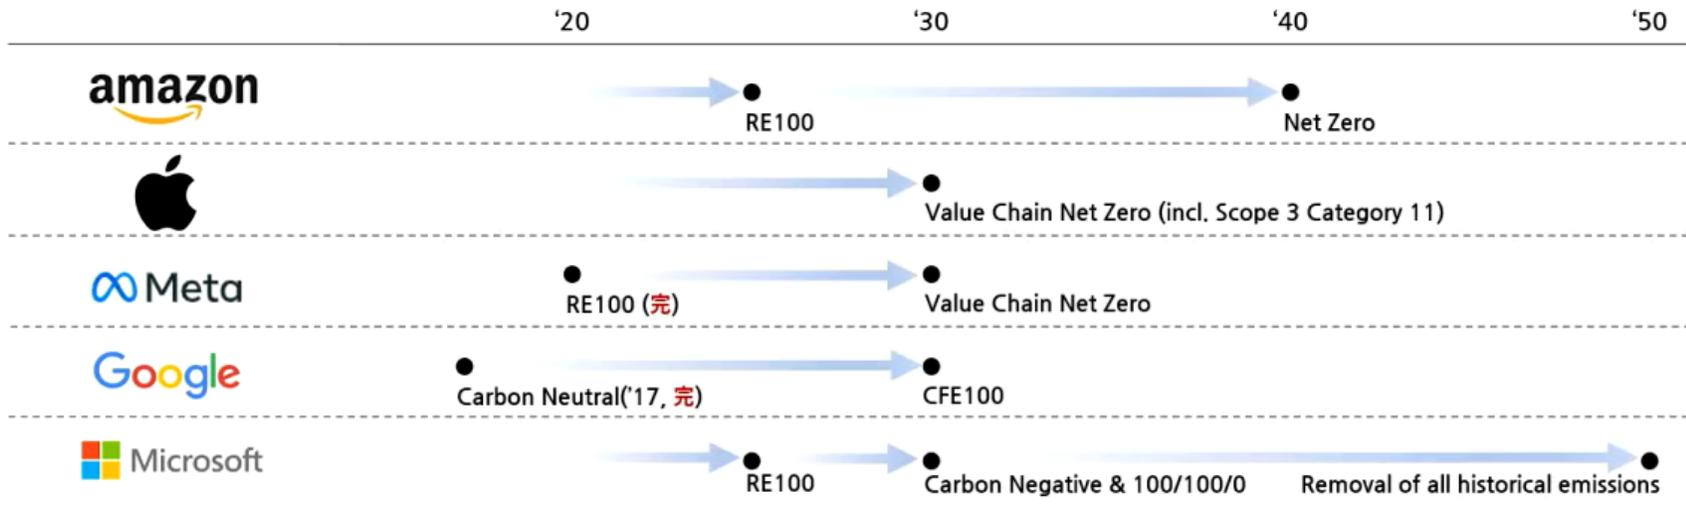 ‘20 ‘30 ‘40 ‘50
amazon
RE100 Net Zero
Value Chain Net Zero (incl. Scope 3 Category 11)
Meta
RE100 (完) Value Chain Net Zero
Google
Carbon Neutral(’17, 完) CFE100
Microsoft
RE100 Carbon Negative & 100/100/0 Removal of all historical emissions